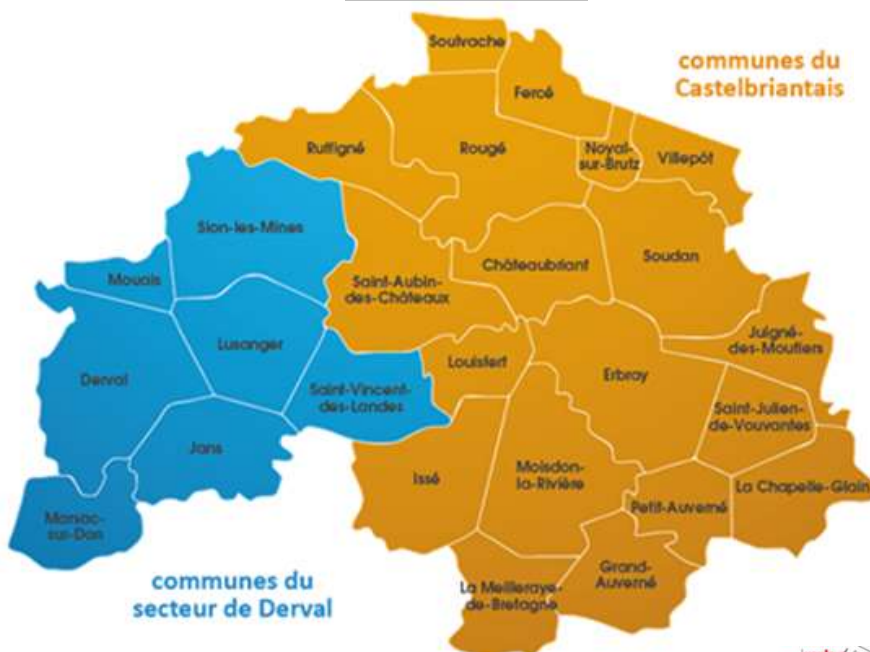 Soulvache
communes du
Castelbriantais
Fercé
Ruffigné
Rougé
Noyal-
sur-Brutz
Villepôt
Sion-les-Mines
Mouais
Saint-Aubin-
des-Châteaux
Châteaubriant
Soudan
Derval
Lusanger
Louisfert
Erbray
Juigné-
des-Moutiers
Saint-Vincent-
des-Landes
Saint-Julien-
de-Vouvantes
Jans
Issé
Moisdon-
la-Rivière
La Chapelle-Glain
Petit-Auverné
Marsac-
sur-Don
communes du
secteur de Derval
La Meilleraye-
de-Bretagne
Grand-
Auverné